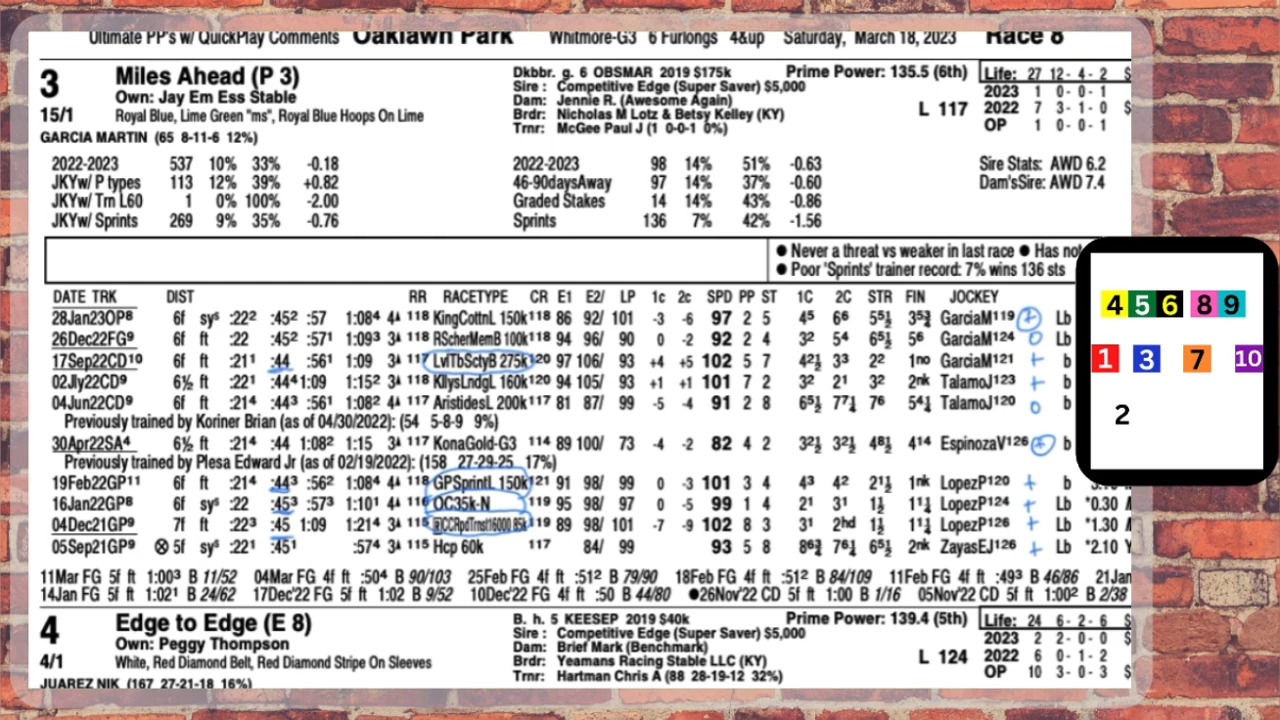 Ultimate PP's w/ QuickPlay Comments Oaklawn Park Whitmore-G3 6 Furlongs 4&up Saturday, March 18, 2023 Race 8
3 Miles Ahead (P 3) Dkbbr. g. 6 OBSMAR 2019 $175k Prime Power: 135.5 (6th) Life: 27 12- 4- 2 $
Own: Jay Em Ess Stable Sire : Competitive Edge (Super Saver) $5,000 2023 1 0- 0- 1
15/1 Royal Blue, Lime Green "ms", Royal Blue Hoops On Lime Dam: Jennie R. (Awesome Again) L 117 2022 7 3- 1- 0 $
Brdr: Nicholas M Lotz & Betsy Kelley (KY) OP 1 0- 0- 1
GARCIA MARTIN (65 8-11-6 12%) Trnr: McGee Paul J (1 0-0-1 0%)
2022-2023 537 10% 33% -0.18 2022-2023 98 14% 51% -0.63 Sire Stats: AWD 6.2
JKYw/ P types 113 12% 39% +0.82 46-90daysAway 97 14% 37% -0.60 Dam'sSire: AWD 7.4
JKYw/ Trn L60 1 0% 100% -2.00 Graded Stakes 14 14% 43% -0.86
JKYw/ Sprints 269 9% 35% -0.76 Sprints 136 7% 42% -1.56
● Never a threat vs weaker in last race ● Has not
● Poor 'Sprints' trainer record: 7% wins 136 sts
DATE TRK DIST RR RACETYPE CR E1 E2/ LP 1c 2c SPD PP ST 1C 2C STR FIN JOCKEY
28Jan23OP⁸ 6f syˢ :22² :45² :57 1:08⁴ 4▲ 118 KingCottnL 150k 118 86 92/ 101 -3 -6 97 2 5 4⁵ 6⁶ 5⁵½ 3⁵¾ GarciaM¹¹⁹ + Lb
26Dec22FG⁹ 6f ft :22 :45² :57¹ 1:09³ 3▲ 118 RScherMemB 100k 118 94 96/ 90 0 -2 92 2 4 3² 5⁴ 6⁵½ 5⁶ GarciaM¹²⁴ o Lb
17Sep22CD¹⁰ 6f ft :21¹ :44 :56¹ 1:09 3▲ 117 LvlTbSctyB 275k 120 97 106/ 93 +4 +5 102 5 7 4²½ 3³ 2² 1ⁿᵒ GarciaM¹²¹ + b
02Jly22CD⁹ 6½ ft :22¹ :44⁴ 1:09 1:15² 3▲ 118 KllysLndgL 160k 120 94 105/ 93 +1 +1 101 7 2 3² 2¹ 3² 2ⁿᵏ TalamoJ¹²³ + b
04Jun22CD⁹ 6f ft :21⁴ :44³ :56¹ 1:08² 4▲ 117 AristidesL 200k 117 81 87/ 99 -5 -4 91 2 8 6⁵½ 7⁷¼ 7⁶ 5⁴¼ TalamoJ¹²⁰ o b
Previously trained by Koriner Brian (as of 04/30/2022): (54 5-8-9 9%)
30Apr22SA⁴ 6½ ft :21⁴ :44 1:08² 1:15 3▲ 117 KonaGold-G3 114 89 100/ 73 -4 -2 82 4 2 3²½ 3²½ 4⁸½ 4¹⁴ EspinozaV¹²⁶ + b
Previously trained by Plesa Edward Jr (as of 02/19/2022): (158 27-29-25 17%)
19Feb22GP¹¹ 6f ft :21⁴ :44³ :56² 1:08⁴ 4▲ 118 GPSprintL 150k 121 91 98/ 99 0 -3 101 3 4 4³ 4² 2¹½ 1ⁿᵏ LopezP¹²⁰ + Lb
16Jan22GP⁸ 6f syˢ :22 :45³ :57³ 1:10¹ 4▲ 116 OC35k-N 119 95 98/ 97 0 -5 99 1 4 2¹ 3¹ 1½ 1¹¼ LopezP¹²⁴ + Lb *0.30
04Dec21GP⁹ 7f ft :22³ :45 1:09 1:21⁴ 3▲ 115 119 89 98/ 101 -7 -9 102 8 3 3¹ 2ʰᵈ 1½ 1¹¼ LopezP¹²⁶ + Lb *1.30
05Sep21GP⁹ ⊗ 5f syˢ :22¹ :45¹ :57⁴ 3▲ 115 Hcp 60k 117 84/ 99 93 5 8 8⁶¾ 7⁶¼ 6⁵½ 2ⁿᵏ ZayasEJ¹²⁶ + Lb *2.10
11Mar FG 5f ft 1:00³ B 11/52 04Mar FG 4f ft :50⁴ B 90/103 25Feb FG 4f ft :51² B 79/90 18Feb FG 4f ft :51² B 84/109 11Feb FG 4f ft :49³ B 46/86 21Jan
14Jan FG 5f ft 1:02¹ B 24/62 17Dec'22 FG 5f ft 1:02 B 9/52 10Dec'22 FG 4f ft :50 B 44/80 ●26Nov'22 CD 5f ft 1:00 B 1/16 05Nov'22 CD 5f ft 1:00² B 2/38
4 Edge to Edge (E 8) B. h. 5 KEESEP 2019 $40k Prime Power: 139.4 (5th) Life: 24 6- 2- 6 $
Own: Peggy Thompson Sire : Competitive Edge (Super Saver) $5,000 2023 2 2- 0- 0 $
4/1 White, Red Diamond Belt, Red Diamond Stripe On Sleeves Dam: Brief Mark (Benchmark) L 124 2022 6 0- 1- 2 $
Brdr: Yeamans Racing Stable LLC (KY) OP 10 3- 0- 3 $
JUAREZ NIK (167 27-21-18 16%) Trnr: Hartman Chris A (88 28-19-12 32%)
4 5 6 8 9
1 3 7 10
2